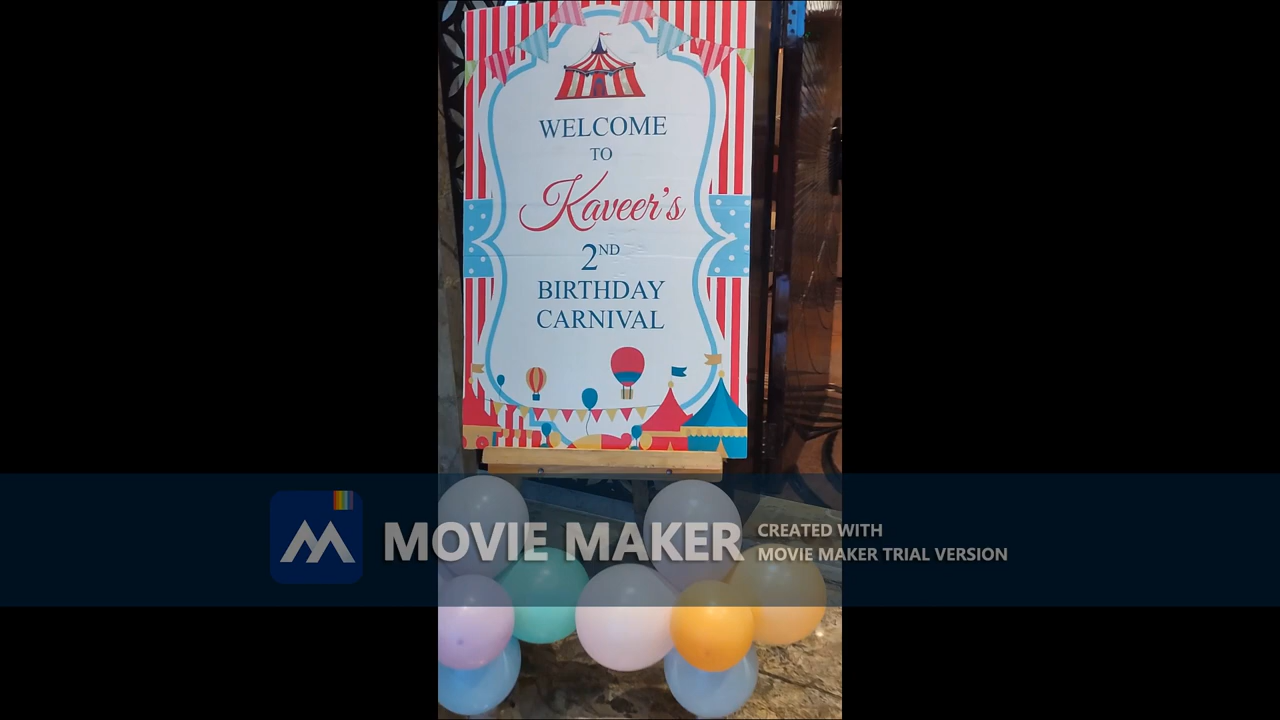 WELCOME
TO
Kaveer's
2ND
BIRTHDAY
CARNIVAL
MOVIE MAKER
CREATED WITH
MOVIE MAKER TRIAL VERSION